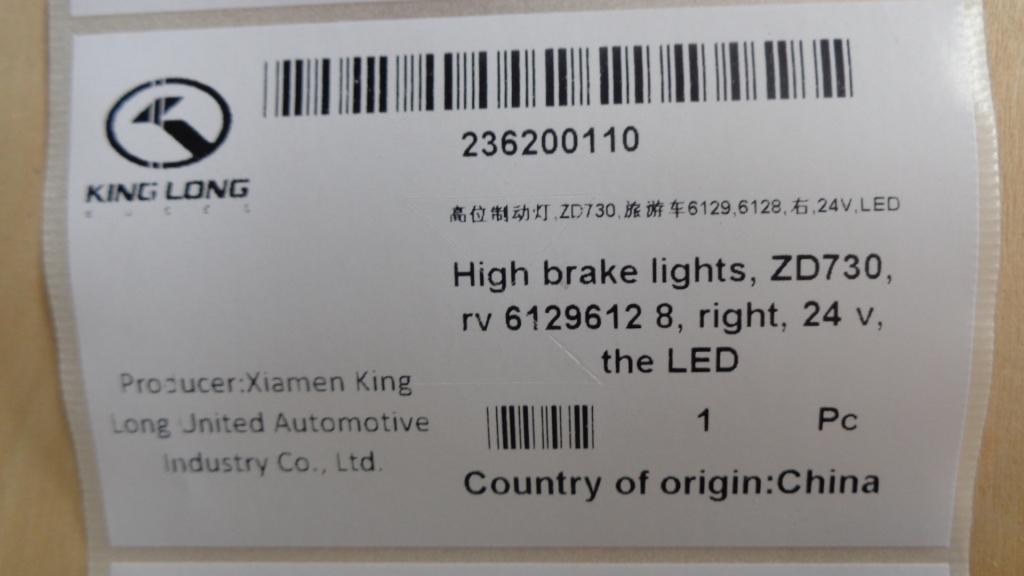 236200110
KING LONG
高位制动灯,ZD730,旅游车6129,6128,右,24V,LED
High brake lights, ZD730,
rv 6129612 8, right, 24 v,
the LED
Producer:Xiamen King
Long United Automotive
Industry Co., Ltd.
1 Pc
Country of origin:China